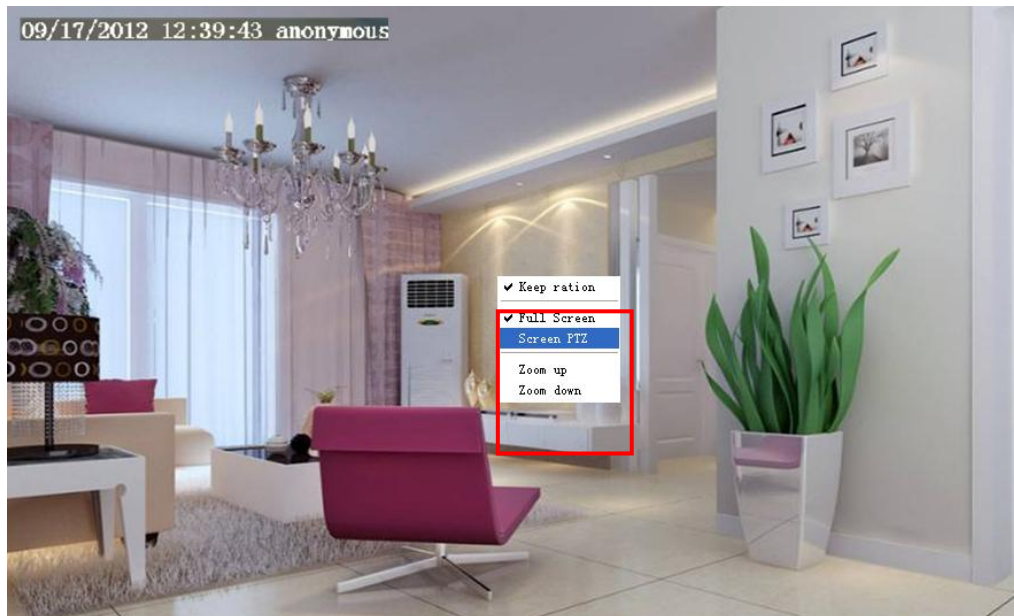 09/17/2012 12:39:43 anonymous
✔ Keep ration
✔ Full Screen
Screen PTZ
Zoom up
Zoom down